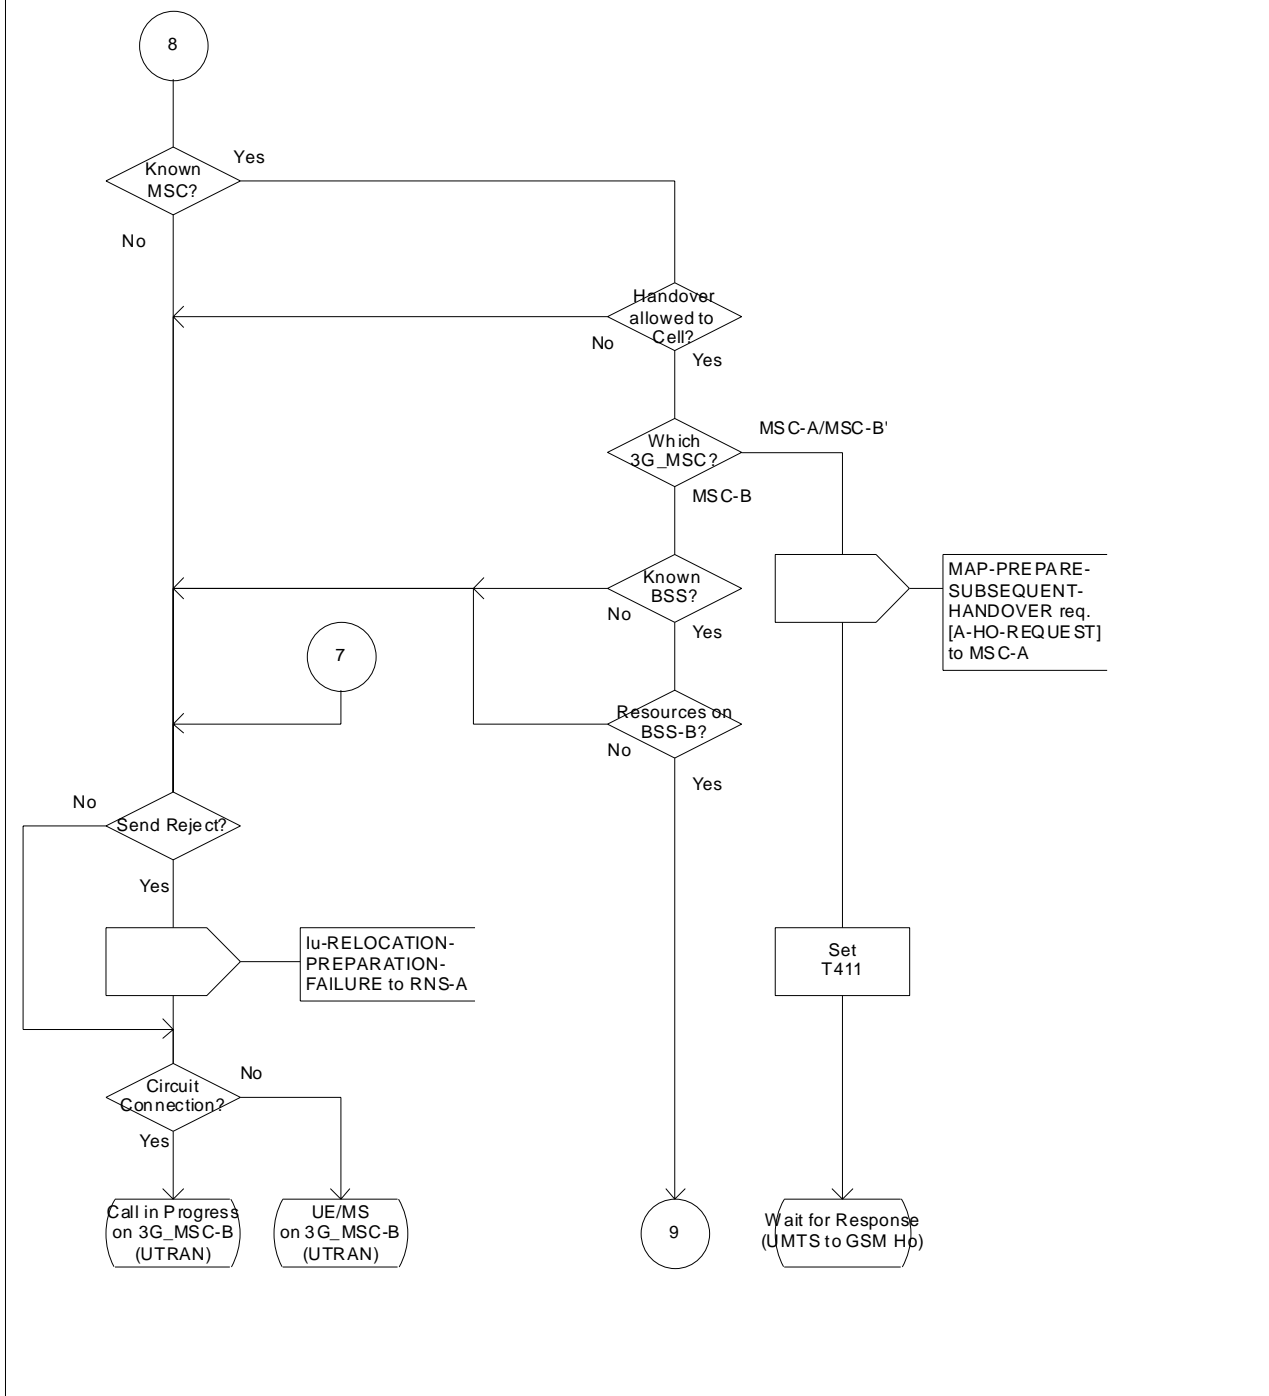 8
Known
MSC?
Yes
No
Handover
allowed to
Cell?
No
Yes
Which
3G_MSC?
MSC-A/MSC-B'
MSC-B
Known
BSS?
No
Yes
MAP-PREPARE-
SUBSEQUENT-
HANDOVER req.
[A-HO-REQUEST]
to MSC-A
7
Resources on
BSS-B?
No
Yes
No
Send Reject?
Yes
Iu-RELOCATION-
PREPARATION-
FAILURE to RNS-A
Set
T411
Circuit
Connection?
No
Yes
Call in Progress
on 3G_MSC-B
(UTRAN)
UE/MS
on 3G_MSC-B
(UTRAN)
9
Wait for Response
(UMTS to GSM Ho)